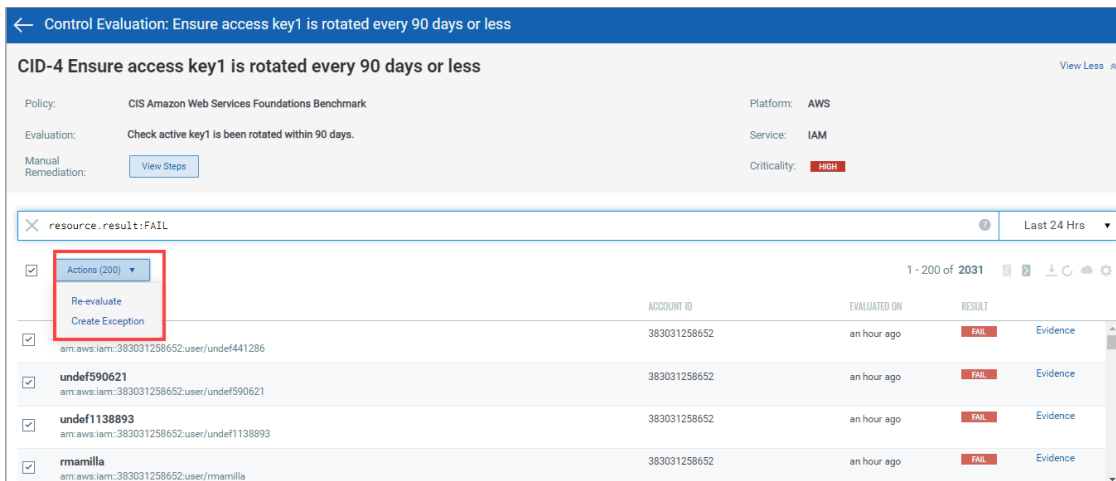 Control Evaluation: Ensure access key1 is rotated every 90 days or less
CID-4 Ensure access key1 is rotated every 90 days or less
View Less
Policy: CIS Amazon Web Services Foundations Benchmark
Platform: AWS
Evaluation: Check active key1 is been rotated within 90 days.
Service: IAM
Manual
Remediation:
View Steps
Criticality: HIGH
resource.result:FAIL
Last 24 Hrs
Actions (200)
1 - 200 of 2031
Re-evaluate
Create Exception
ACCOUNT ID EVALUATED ON RESULT
383031258652 an hour ago FAIL Evidence
arn:aws:iam::383031258652:user/undef441286
undef590621 383031258652 an hour ago FAIL Evidence
arn:aws:iam::383031258652:user/undef590621
undef1138893 383031258652 an hour ago FAIL Evidence
arn:aws:iam::383031258652:user/undef1138893
rmamilla 383031258652 an hour ago FAIL Evidence
arn:aws:iam::383031258652:user/rmamilla